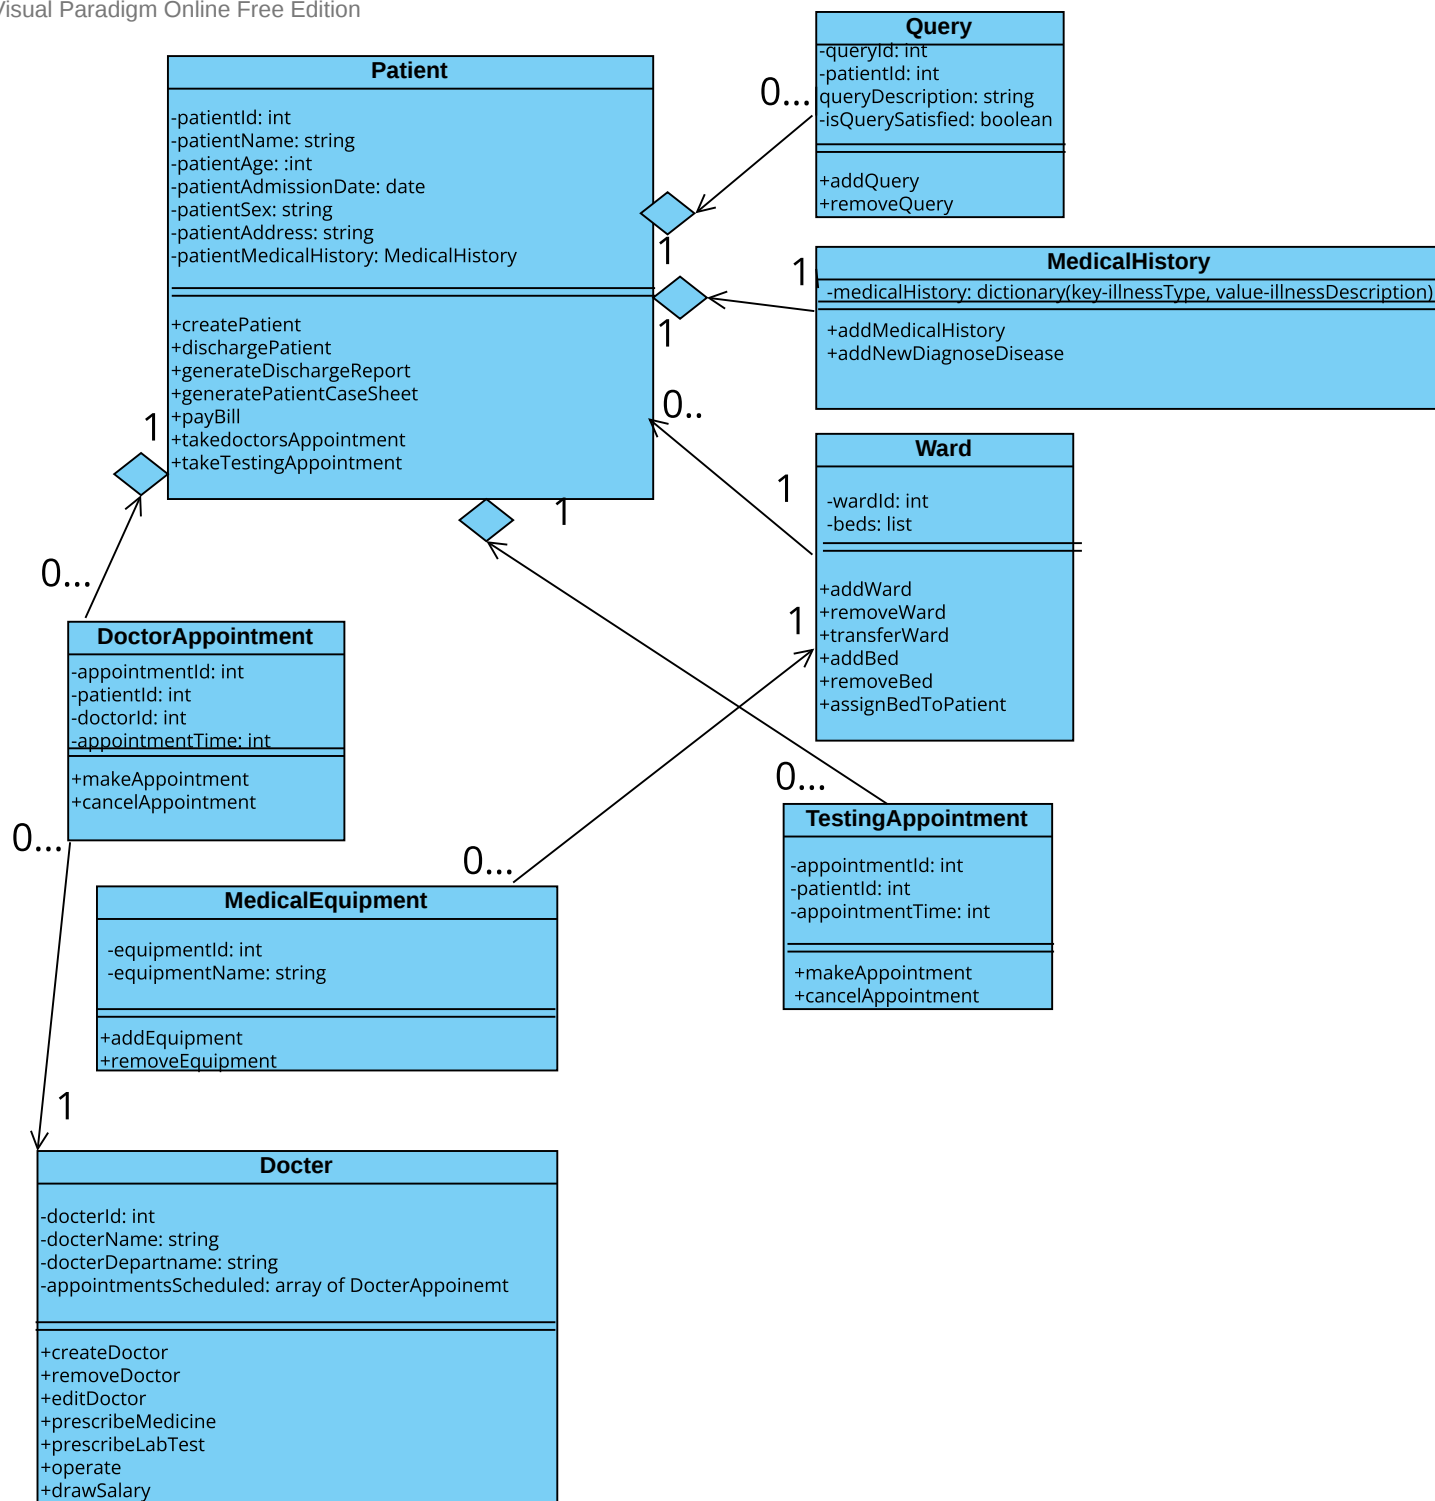 Visual Paradigm Online Free Edition
Patient
-patientId: int
-patientName: string
-patientAge: :int
-patientAdmissionDate: date
-patientSex: string
-patientAddress: string
-patientMedicalHistory: MedicalHistory
+createPatient
+dischargePatient
+generateDischargeReport
+generatePatientCaseSheet
+payBill
+takedoctorsAppointment
+takeTestingAppointment
Query
-queryId: int
-patientId: int
queryDescription: string
-isQuerySatisfied: boolean
+addQuery
+removeQuery
0...
1
MedicalHistory
-medicalHistory: dictionary(key-illnessType, value-illnessDescription)
+addMedicalHistory
+addNewDiagnoseDisease
1
1
0..
1
Ward
-wardId: int
-beds: list
+addWard
+removeWard
+transferWard
+addBed
+removeBed
+assignBedToPatient
1
1
0...
1
DoctorAppointment
-appointmentId: int
-patientId: int
-doctorId: int
-appointmentTime: int
+makeAppointment
+cancelAppointment
0...
0...
0...
TestingAppointment
-appointmentId: int
-patientId: int
-appointmentTime: int
+makeAppointment
+cancelAppointment
MedicalEquipment
-equipmentId: int
-equipmentName: string
+addEquipment
+removeEquipment
1
Docter
-docterId: int
-docterName: string
-docterDepartname: string
-appointmentsScheduled: array of DocterAppoinemt
+createDoctor
+removeDoctor
+editDoctor
+prescribeMedicine
+prescribeLabTest
+operate
+drawSalary